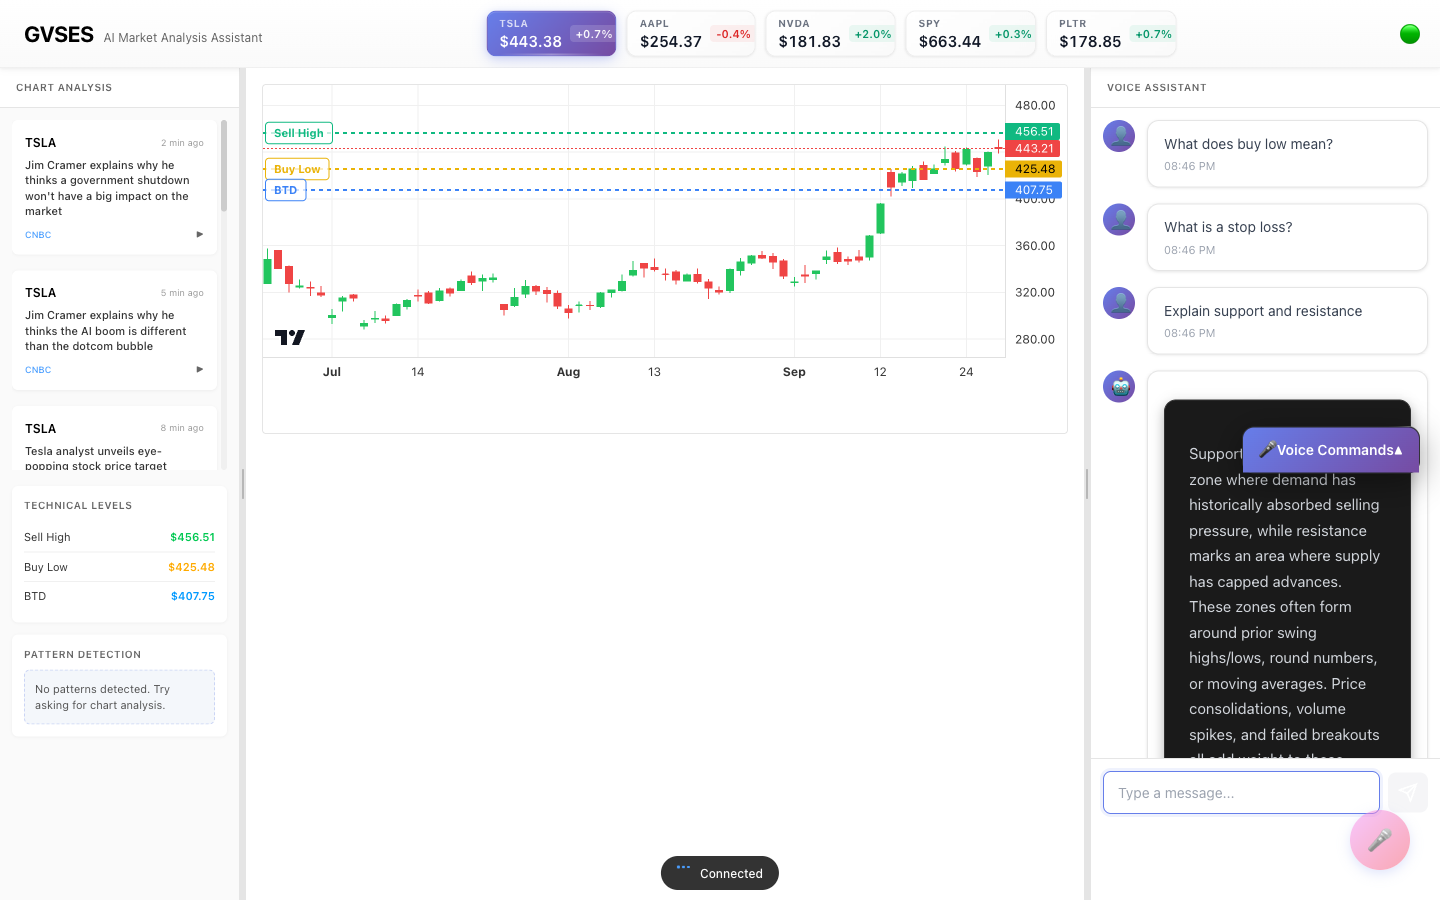 GVSES AI Market Analysis Assistant
TSLA
$443.38 +0.7%
AAPL
$254.37 -0.4%
NVDA
$181.83 +2.0%
SPY
$663.44 +0.3%
PLTR
$178.85 +0.7%
CHART ANALYSIS
TSLA 2 min ago
Jim Cramer explains why he
thinks a government shutdown
won't have a big impact on the
market
CNBC
TSLA 5 min ago
Jim Cramer explains why he
thinks the AI boom is different
than the dotcom bubble
CNBC
TSLA 8 min ago
Tesla analyst unveils eye-
popping stock price target
TECHNICAL LEVELS
Sell High $456.51
Buy Low $425.48
BTD $407.75
PATTERN DETECTION
No patterns detected. Try
asking for chart analysis.
Sell High
Buy Low
BTD
480.00
456.51
443.21
425.48
407.75
400.00
360.00
320.00
280.00
Jul 14 Aug 13 Sep 12 24
Connected
VOICE ASSISTANT
What does buy low mean?
08:46 PM
What is a stop loss?
08:46 PM
Explain support and resistance
08:46 PM
Support
Voice Commands
zone where demand has
historically absorbed selling
pressure, while resistance
marks an area where supply
has capped advances.
These zones often form
around prior swing
highs/lows, round numbers,
or moving averages. Price
consolidations, volume
spikes, and failed breakouts
all add weight to these
Type a message...